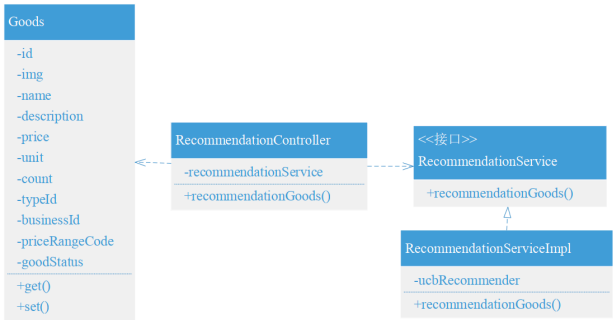 Goods
-id
-img
-name
-description
-price
-unit
-count
-typeId
-businessId
-priceRangeCode
-goodStatus
+get()
+set()
RecommendationController
-recommendationService
+recommendationGoods()
<<接口>>
RecommendationService
+recommendationGoods()
RecommendationServiceImpl
-ucbRecommender
+recommendationGoods()